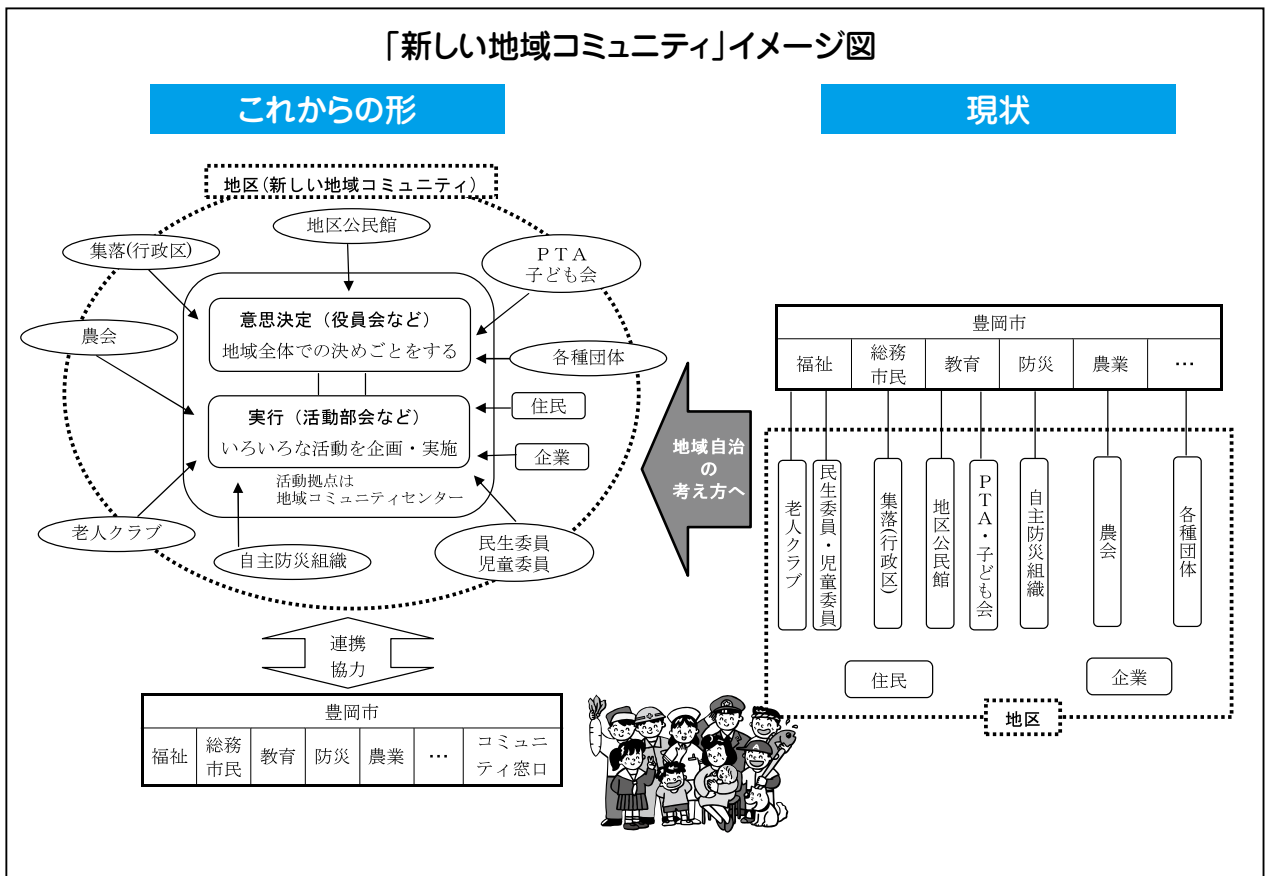 「新しい地域コミュニティ」イメージ図
これからの形
地区(新しい地域コミュニティ)
地区公民館
集落(行政区)
ＰＴＡ
子ども会
農会
意思決定（役員会など）
地域全体での決めごとをする
各種団体
実行（活動部会など）
いろいろな活動を企画・実施
住民
企業
活動拠点は
地域コミュニティセンター
老人クラブ
自主防災組織
民生委員
児童委員
連携
協力
豊岡市
福祉
総務
市民
教育
防災
農業
…
コミュニ
ティ窓口
地域自治
の
考え方へ
現状
豊岡市
福祉
総務
市民
教育
防災
農業
…
老人クラブ
民生委員・児童委員
集落(行政区)
地区公民館
ＰＴＡ・子ども会
自主防災組織
農会
各種団体
住民
企業
地区